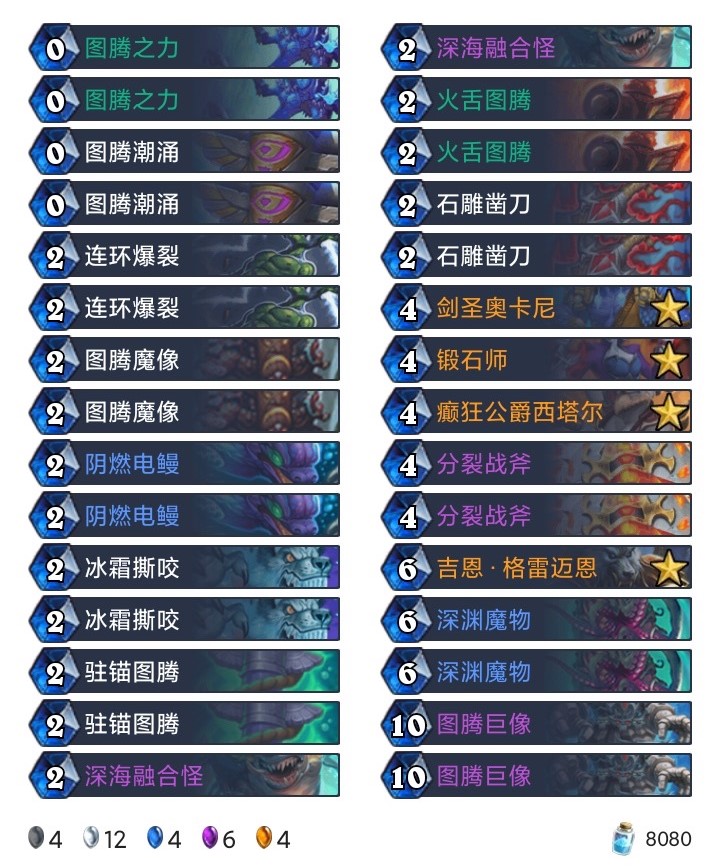 0 图腾之力
0 图腾之力
0 图腾潮涌
0 图腾潮涌
2 连环爆裂
2 连环爆裂
2 图腾魔像
2 图腾魔像
2 阴燃电鳗
2 阴燃电鳗
2 冰霜撕咬
2 冰霜撕咬
2 驻锚图腾
2 驻锚图腾
2 深海融合怪
2 深海融合怪
2 火舌图腾
2 火舌图腾
2 石雕凿刀
2 石雕凿刀
4 剑圣奥卡尼
4 锻石师
4 癫狂公爵西塔尔
4 分裂战斧
4 分裂战斧
6 吉恩·格雷迈恩
6 深渊魔物
6 深渊魔物
10 图腾巨像
10 图腾巨像
4 12 4 6 4 8080